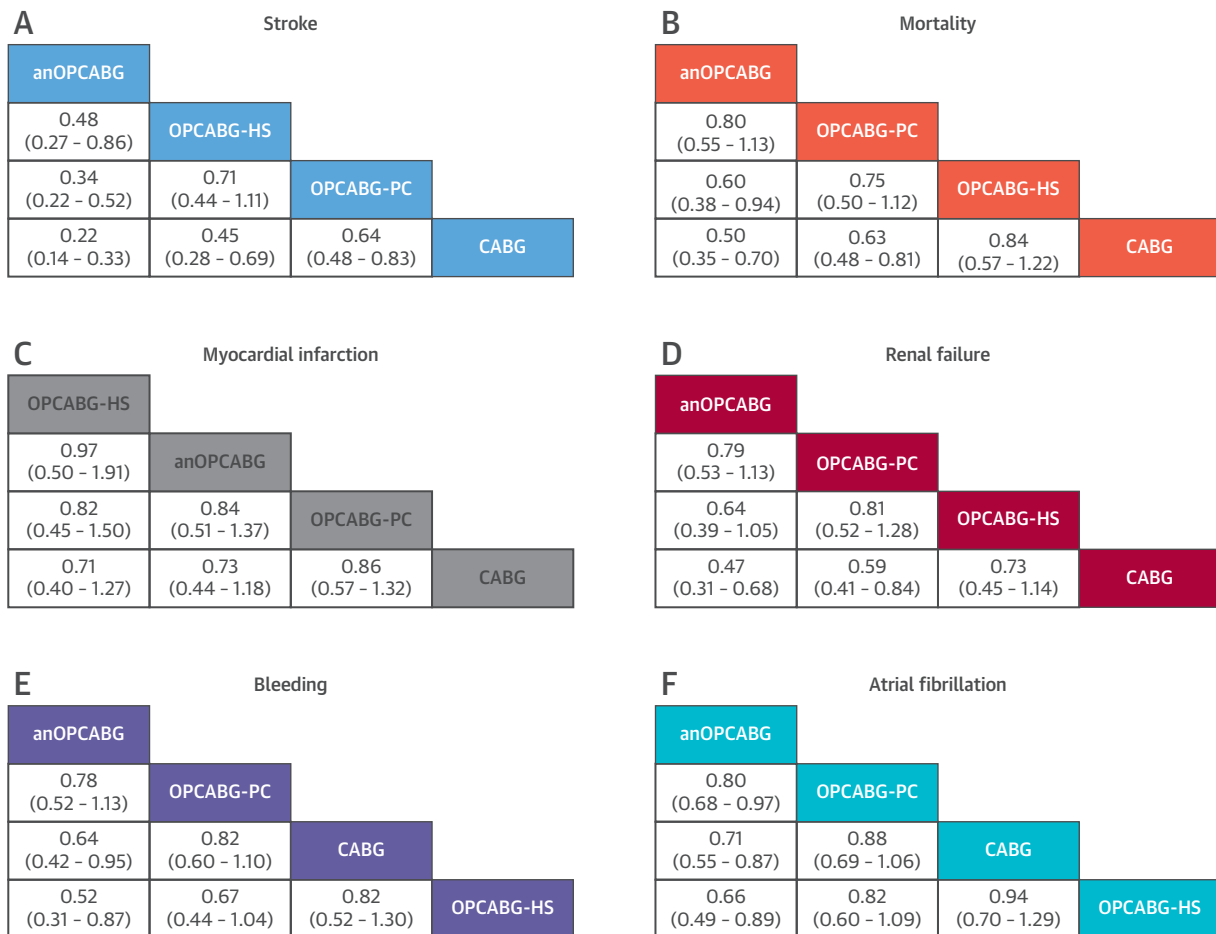 A
Stroke
anOPCABG
0.48
(0.27 – 0.86)
OPCABG-HS
0.34
(0.22 – 0.52)
0.71
(0.44 – 1.11)
OPCABG-PC
0.22
(0.14 – 0.33)
0.45
(0.28 – 0.69)
0.64
(0.48 – 0.83)
CABG
B
Mortality
anOPCABG
0.80
(0.55 – 1.13)
OPCABG-PC
0.60
(0.38 – 0.94)
0.75
(0.50 – 1.12)
OPCABG-HS
0.50
(0.35 – 0.70)
0.63
(0.48 – 0.81)
0.84
(0.57 – 1.22)
CABG
C
Myocardial infarction
OPCABG-HS
0.97
(0.50 – 1.91)
anOPCABG
0.82
(0.45 – 1.50)
0.84
(0.51 – 1.37)
OPCABG-PC
0.71
(0.40 – 1.27)
0.73
(0.44 – 1.18)
0.86
(0.57 – 1.32)
CABG
D
Renal failure
anOPCABG
0.79
(0.53 – 1.13)
OPCABG-PC
0.64
(0.39 – 1.05)
0.81
(0.52 – 1.28)
OPCABG-HS
0.47
(0.31 – 0.68)
0.59
(0.41 – 0.84)
0.73
(0.45 – 1.14)
CABG
E
Bleeding
anOPCABG
0.78
(0.52 – 1.13)
OPCABG-PC
0.64
(0.42 – 0.95)
0.82
(0.60 – 1.10)
CABG
0.52
(0.31 – 0.87)
0.67
(0.44 – 1.04)
0.82
(0.52 – 1.30)
OPCABG-HS
F
Atrial fibrillation
anOPCABG
0.80
(0.68 – 0.97)
OPCABG-PC
0.71
(0.55 – 0.87)
0.88
(0.69 – 1.06)
CABG
0.66
(0.49 – 0.89)
0.82
(0.60 – 1.09)
0.94
(0.70 – 1.29)
OPCABG-HS